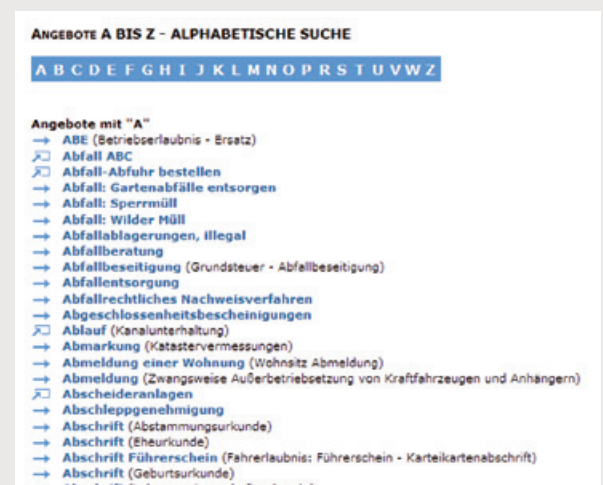 ANGEBOTE A BIS Z - ALPHABETISCHE SUCHE
A B C D E F G H I J K L M N O P R S T U V W Z
Angebote mit "A"
ABE (Betriebserlaubnis - Ersatz)
Abfall ABC
Abfall-Abfuhr bestellen
Abfall: Gartenabfälle entsorgen
Abfall: Sperrmüll
Abfall: Wilder Müll
Abfallablagerungen, illegal
Abfallberatung
Abfallbeseitigung (Grundsteuer - Abfallbeseitigung)
Abfallentsorgung
Abfallrechtliches Nachweisverfahren
Abgeschlossenheitsbescheinigungen
Ablauf (Kanalunterhaltung)
Abmarkung (Katastervermessungen)
Abmeldung einer Wohnung (Wohnsitz Abmeldung)
Abmeldung (Zwangsweise Außerbetriebsetzung von Kraftfahrzeugen und Anhängern)
Abscheideranlagen
Abschleppgenehmigung
Abschrift (Abstammungsurkunde)
Abschrift (Eheurkunde)
Abschrift Führerschein (Fahrerlaubnis: Führerschein - Karteikartenabschrift)
Abschrift (Geburtsurkunde)